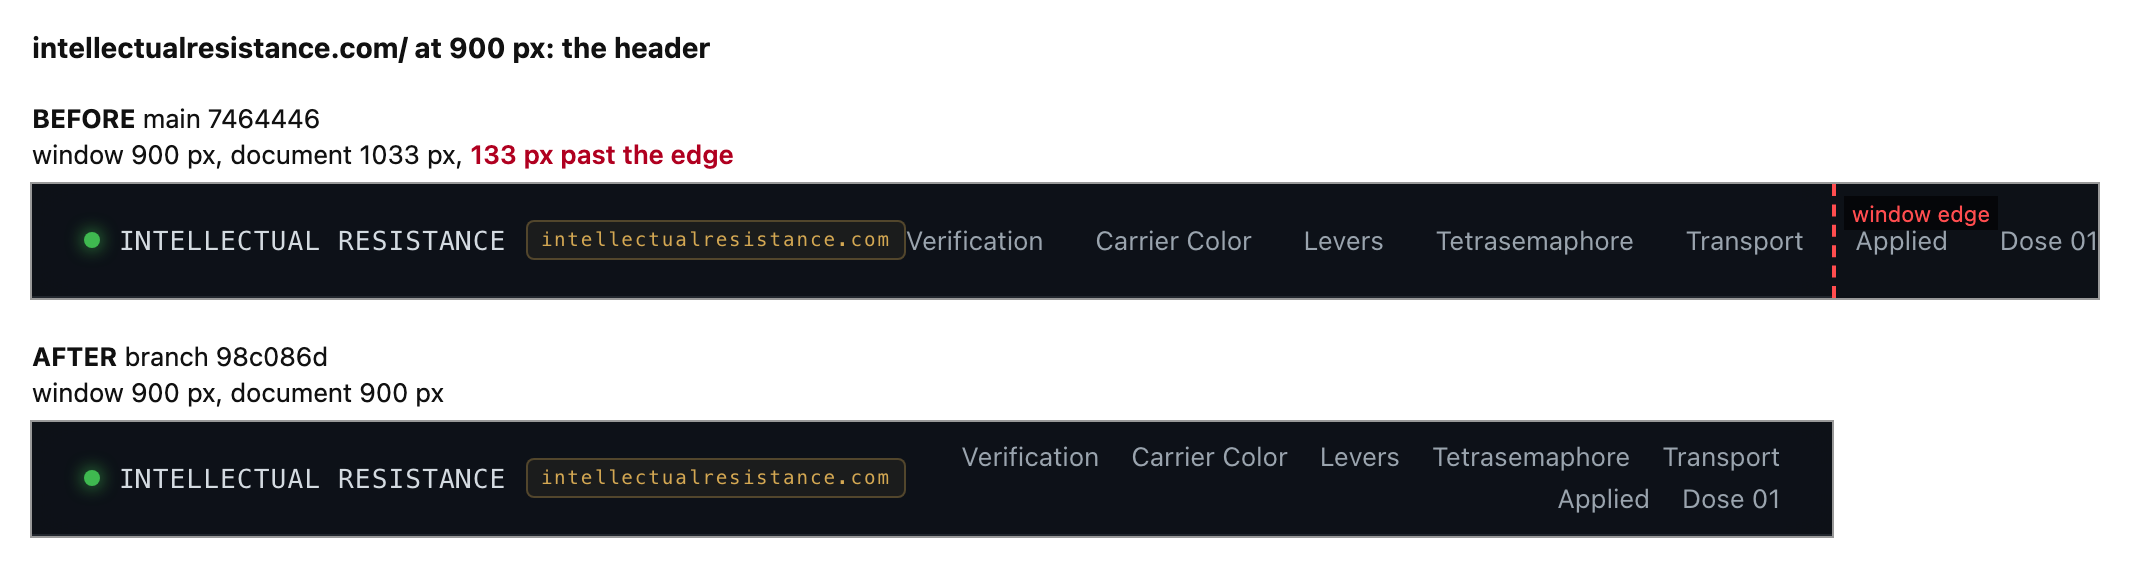 intellectualresistance.com/ at 900 px: the header
BEFORE main 7464446
window 900 px, document 1033 px, 133 px past the edge
INTELLECTUAL RESISTANCE intellectualresistance.com Verification Carrier Color Levers Tetrasemaphore Transport window edge Applied Dose 01
AFTER branch 98c086d
window 900 px, document 900 px
INTELLECTUAL RESISTANCE intellectualresistance.com Verification Carrier Color Levers Tetrasemaphore Transport
Applied Dose 01